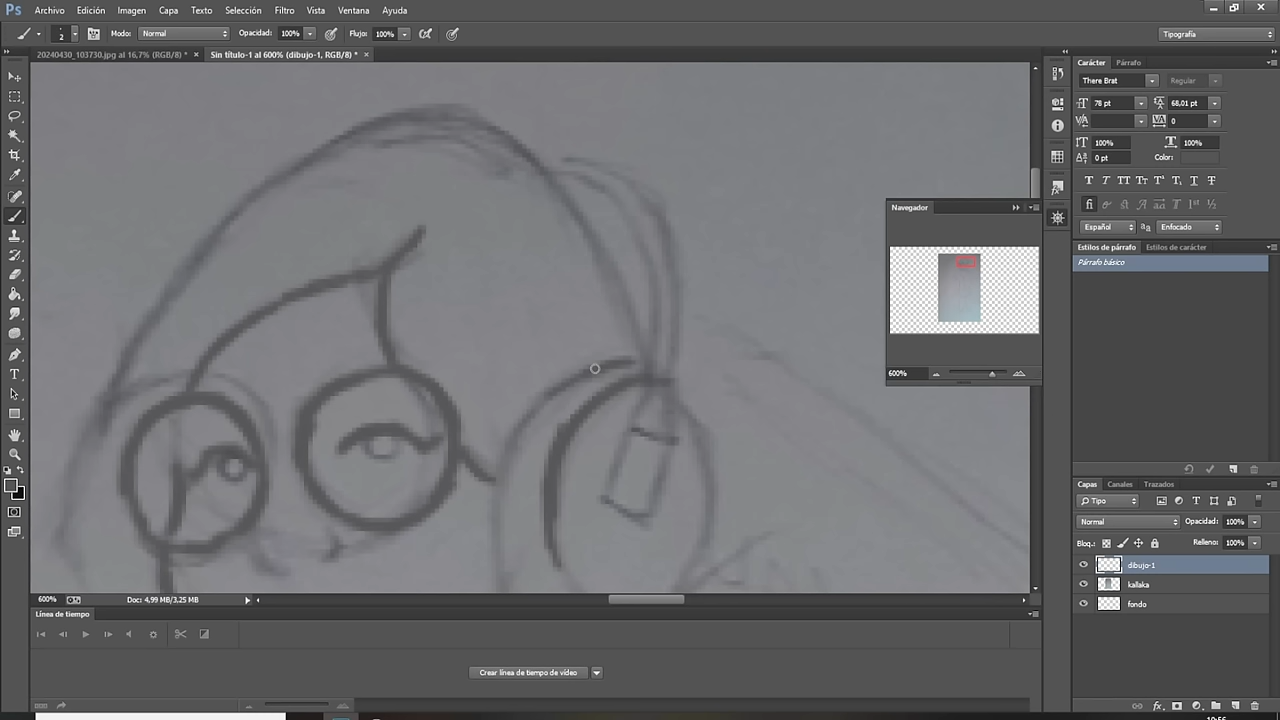 Ps Archivo Edición Imagen Capa Texto Selección Filtro Vista Ventana Ayuda
2 Modo: Normal Opacidad: 100% Flujo: 100% Tipografía
20240430_103730.jpg al 16,7% (RGB/8) * × Sin título-1 al 600% (dibujo-1, RGB/8) * ×
Carácter Párrafo
There Brat Regular
78 pt 68,01 pt
0
100% 100%
0 pt Color:
Español aa Enfocado
Estilos de párrafo Estilos de carácter
Párrafo básico
Navegador
600%
Capas Canales Trazados
Tipo
Normal Opacidad: 100%
Bloq.: Relleno: 100%
dibujo-1
kallaka
fondo
600% Doc: 4,99 MB/3,25 MB
Línea de tiempo
Crear línea de tiempo de vídeo